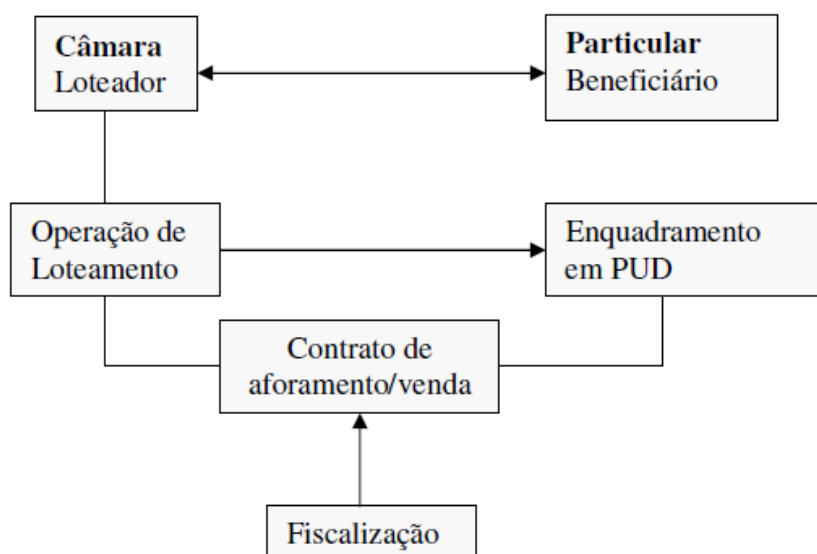 Câmara
Loteador
Particular
Beneficiário
Operação de
Loteamento
Enquadramento
em PUD
Contrato de
aforamento/venda
Fiscalização